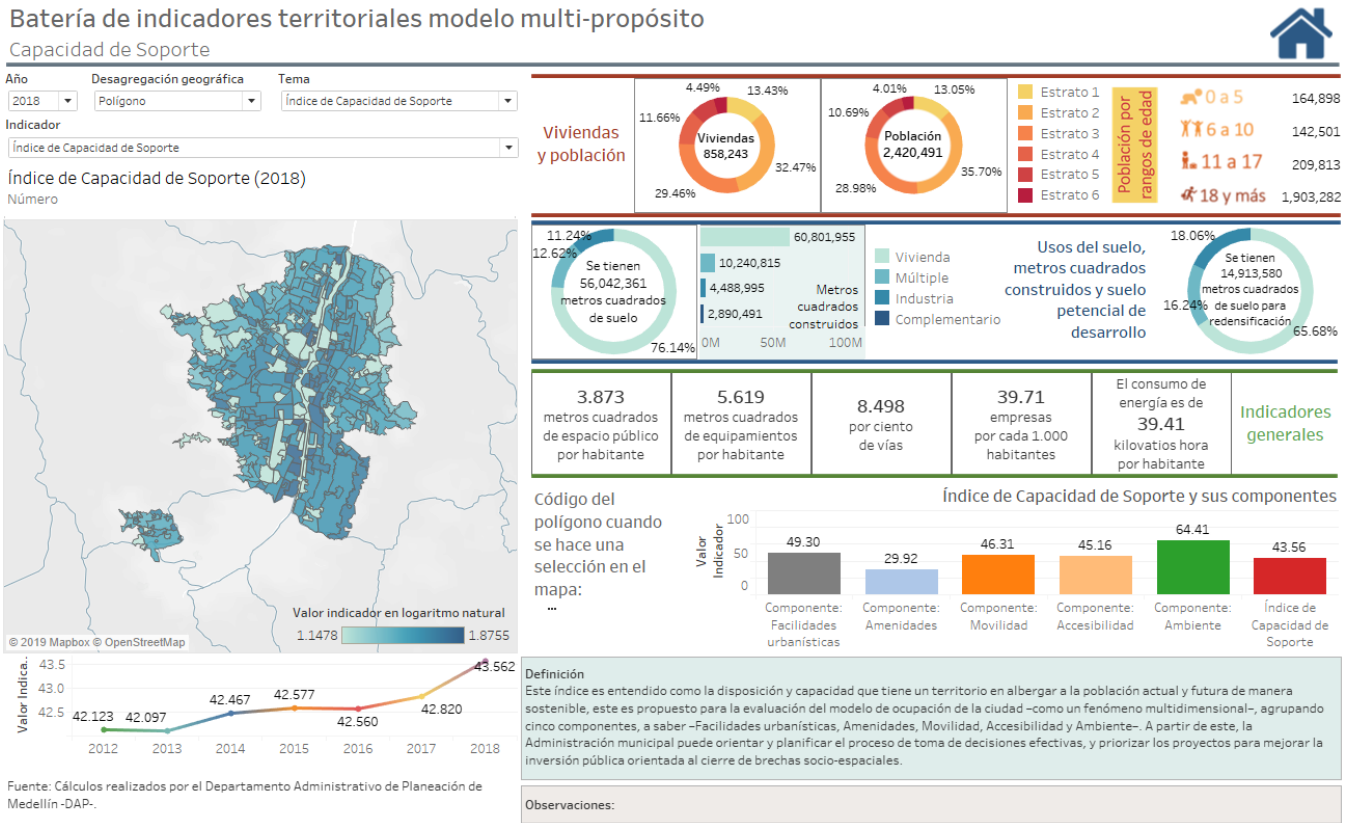 Batería de indicadores territoriales modelo multi-propósito
Capacidad de Soporte
Año
Desagregación geográfica
Tema
2018
Polígono
Índice de Capacidad de Soporte
Indicador
Índice de Capacidad de Soporte
Índice de Capacidad de Soporte (2018)
Número
© 2019 Mapbox © OpenStreetMap
Valor indicador en logaritmo natural
1.1478
1.8755
Valor Indica..
43.5
43.0
42.5
42.123
42.097
42.467
42.577
42.560
42.820
43.562
2012
2013
2014
2015
2016
2017
2018
Fuente: Cálculos realizados por el Departamento Administrativo de Planeación de
Medellín -DAP-.
Viviendas
y población
4.49%
13.43%
11.66%
Viviendas
858,243
32.47%
29.46%
4.01%
13.05%
10.69%
Población
2,420,491
35.70%
28.98%
Estrato 1
Estrato 2
Estrato 3
Estrato 4
Estrato 5
Estrato 6
Población por
rangos de edad
0 a 5
164,898
6 a 10
142,501
11 a 17
209,813
18 y más
1,903,282
11.24%
12.62%
Se tienen
56,042,361
metros cuadrados
de suelo
76.14%
60,801,955
10,240,815
4,488,995
2,890,491
Metros
cuadrados
construidos
0M
50M
100M
Vivienda
Múltiple
Industria
Complementario
Usos del suelo,
metros cuadrados
construidos y suelo
petencial de
desarrollo
18.06%
16.24%
Se tienen
14,913,580
metros cuadrados
de suelo para
redensificación
65.68%
3.873
metros cuadrados
de espacio público
por habitante
5.619
metros cuadrados
de equipamientos
por habitante
8.498
por ciento
de vías
39.71
empresas
por cada 1.000
habitantes
El consumo de
energía es de
39.41
kilovatios hora
por habitante
Indicadores
generales
Código del
polígono cuando
se hace una
selección en el
mapa:
...
Índice de Capacidad de Soporte y sus componentes
Valor
Indicador
100
50
0
49.30
29.92
46.31
45.16
64.41
43.56
Componente:
Facilidades
urbanísticas
Componente:
Amenidades
Componente:
Movilidad
Componente:
Accesibilidad
Componente:
Ambiente
Índice de
Capacidad de
Soporte
Definición
Este índice es entendido como la disposición y capacidad que tiene un territorio en albergar a la población actual y futura de manera
sostenible, este es propuesto para la evaluación del modelo de ocupación de la ciudad –como un fenómeno multidimensional–, agrupando
cinco componentes, a saber –Facilidades urbanísticas, Amenidades, Movilidad, Accesibilidad y Ambiente–. A partir de este, la
Administración municipal puede orientar y planificar el proceso de toma de decisiones efectivas, y priorizar los proyectos para mejorar la
inversión pública orientada al cierre de brechas socio-espaciales.
Observaciones: